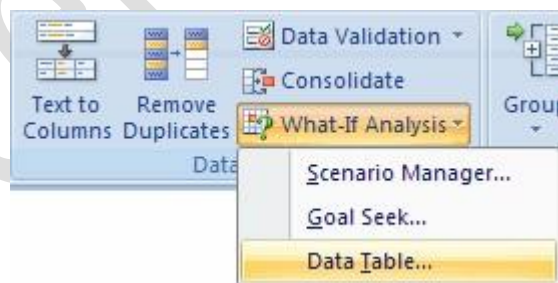 Data Validation
Consolidate
Text to
Columns
Remove
Duplicates
What-If Analysis
Scenario Manager...
Goal Seek...
Data Table...